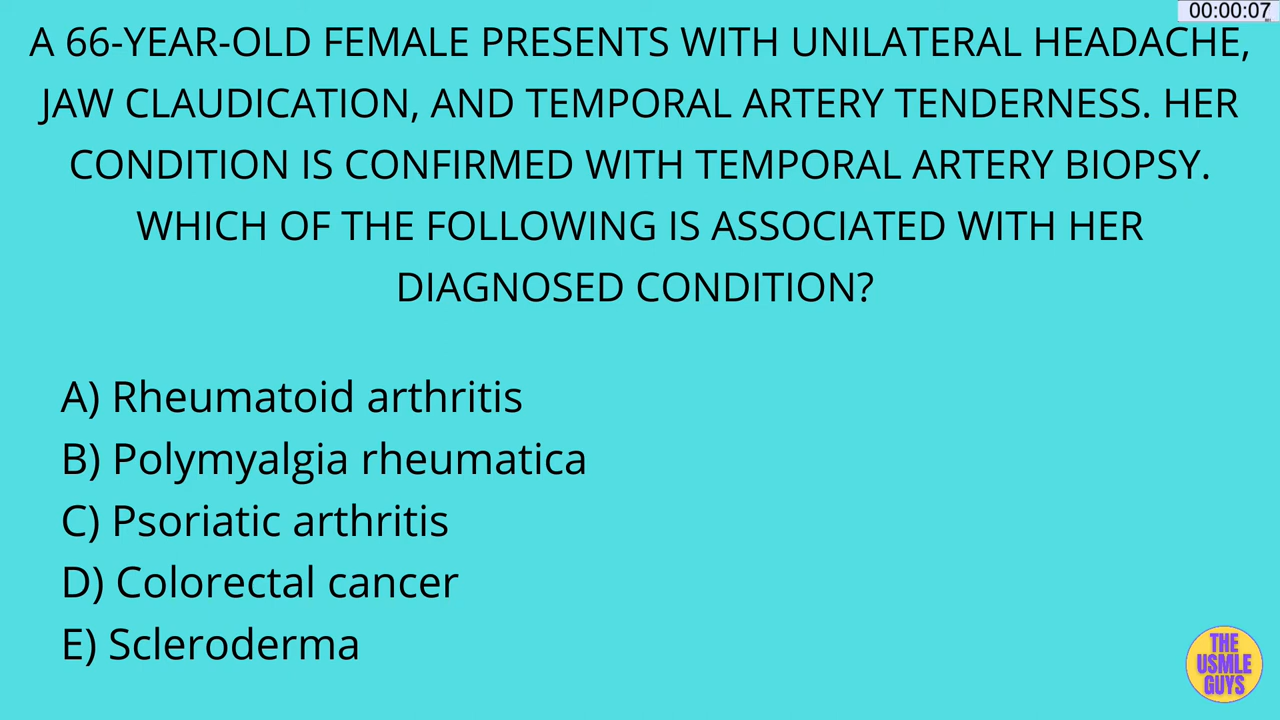 00:00:07
A 66-YEAR-OLD FEMALE PRESENTS WITH UNILATERAL HEADACHE,
JAW CLAUDICATION, AND TEMPORAL ARTERY TENDERNESS. HER
CONDITION IS CONFIRMED WITH TEMPORAL ARTERY BIOPSY.
WHICH OF THE FOLLOWING IS ASSOCIATED WITH HER
DIAGNOSED CONDITION?
A) Rheumatoid arthritis
B) Polymyalgia rheumatica
C) Psoriatic arthritis
D) Colorectal cancer
E) Scleroderma
THE
USMLE
GUYS